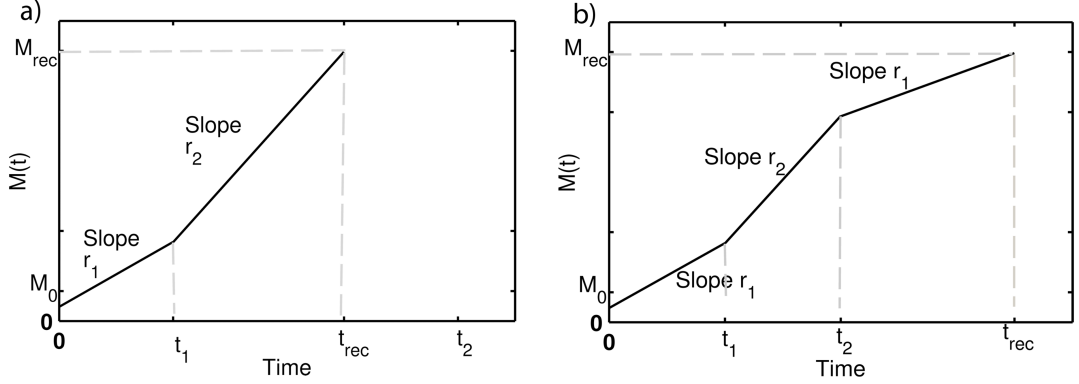 a)
M_rec
M(t)
Slope
r_2
Slope
r_1
M_0
0
0
t_1
t_rec
t_2
Time
b)
M_rec
M(t)
Slope r_1
Slope r_2
Slope r_1
M_0
0
0
t_1
t_2
t_rec
Time